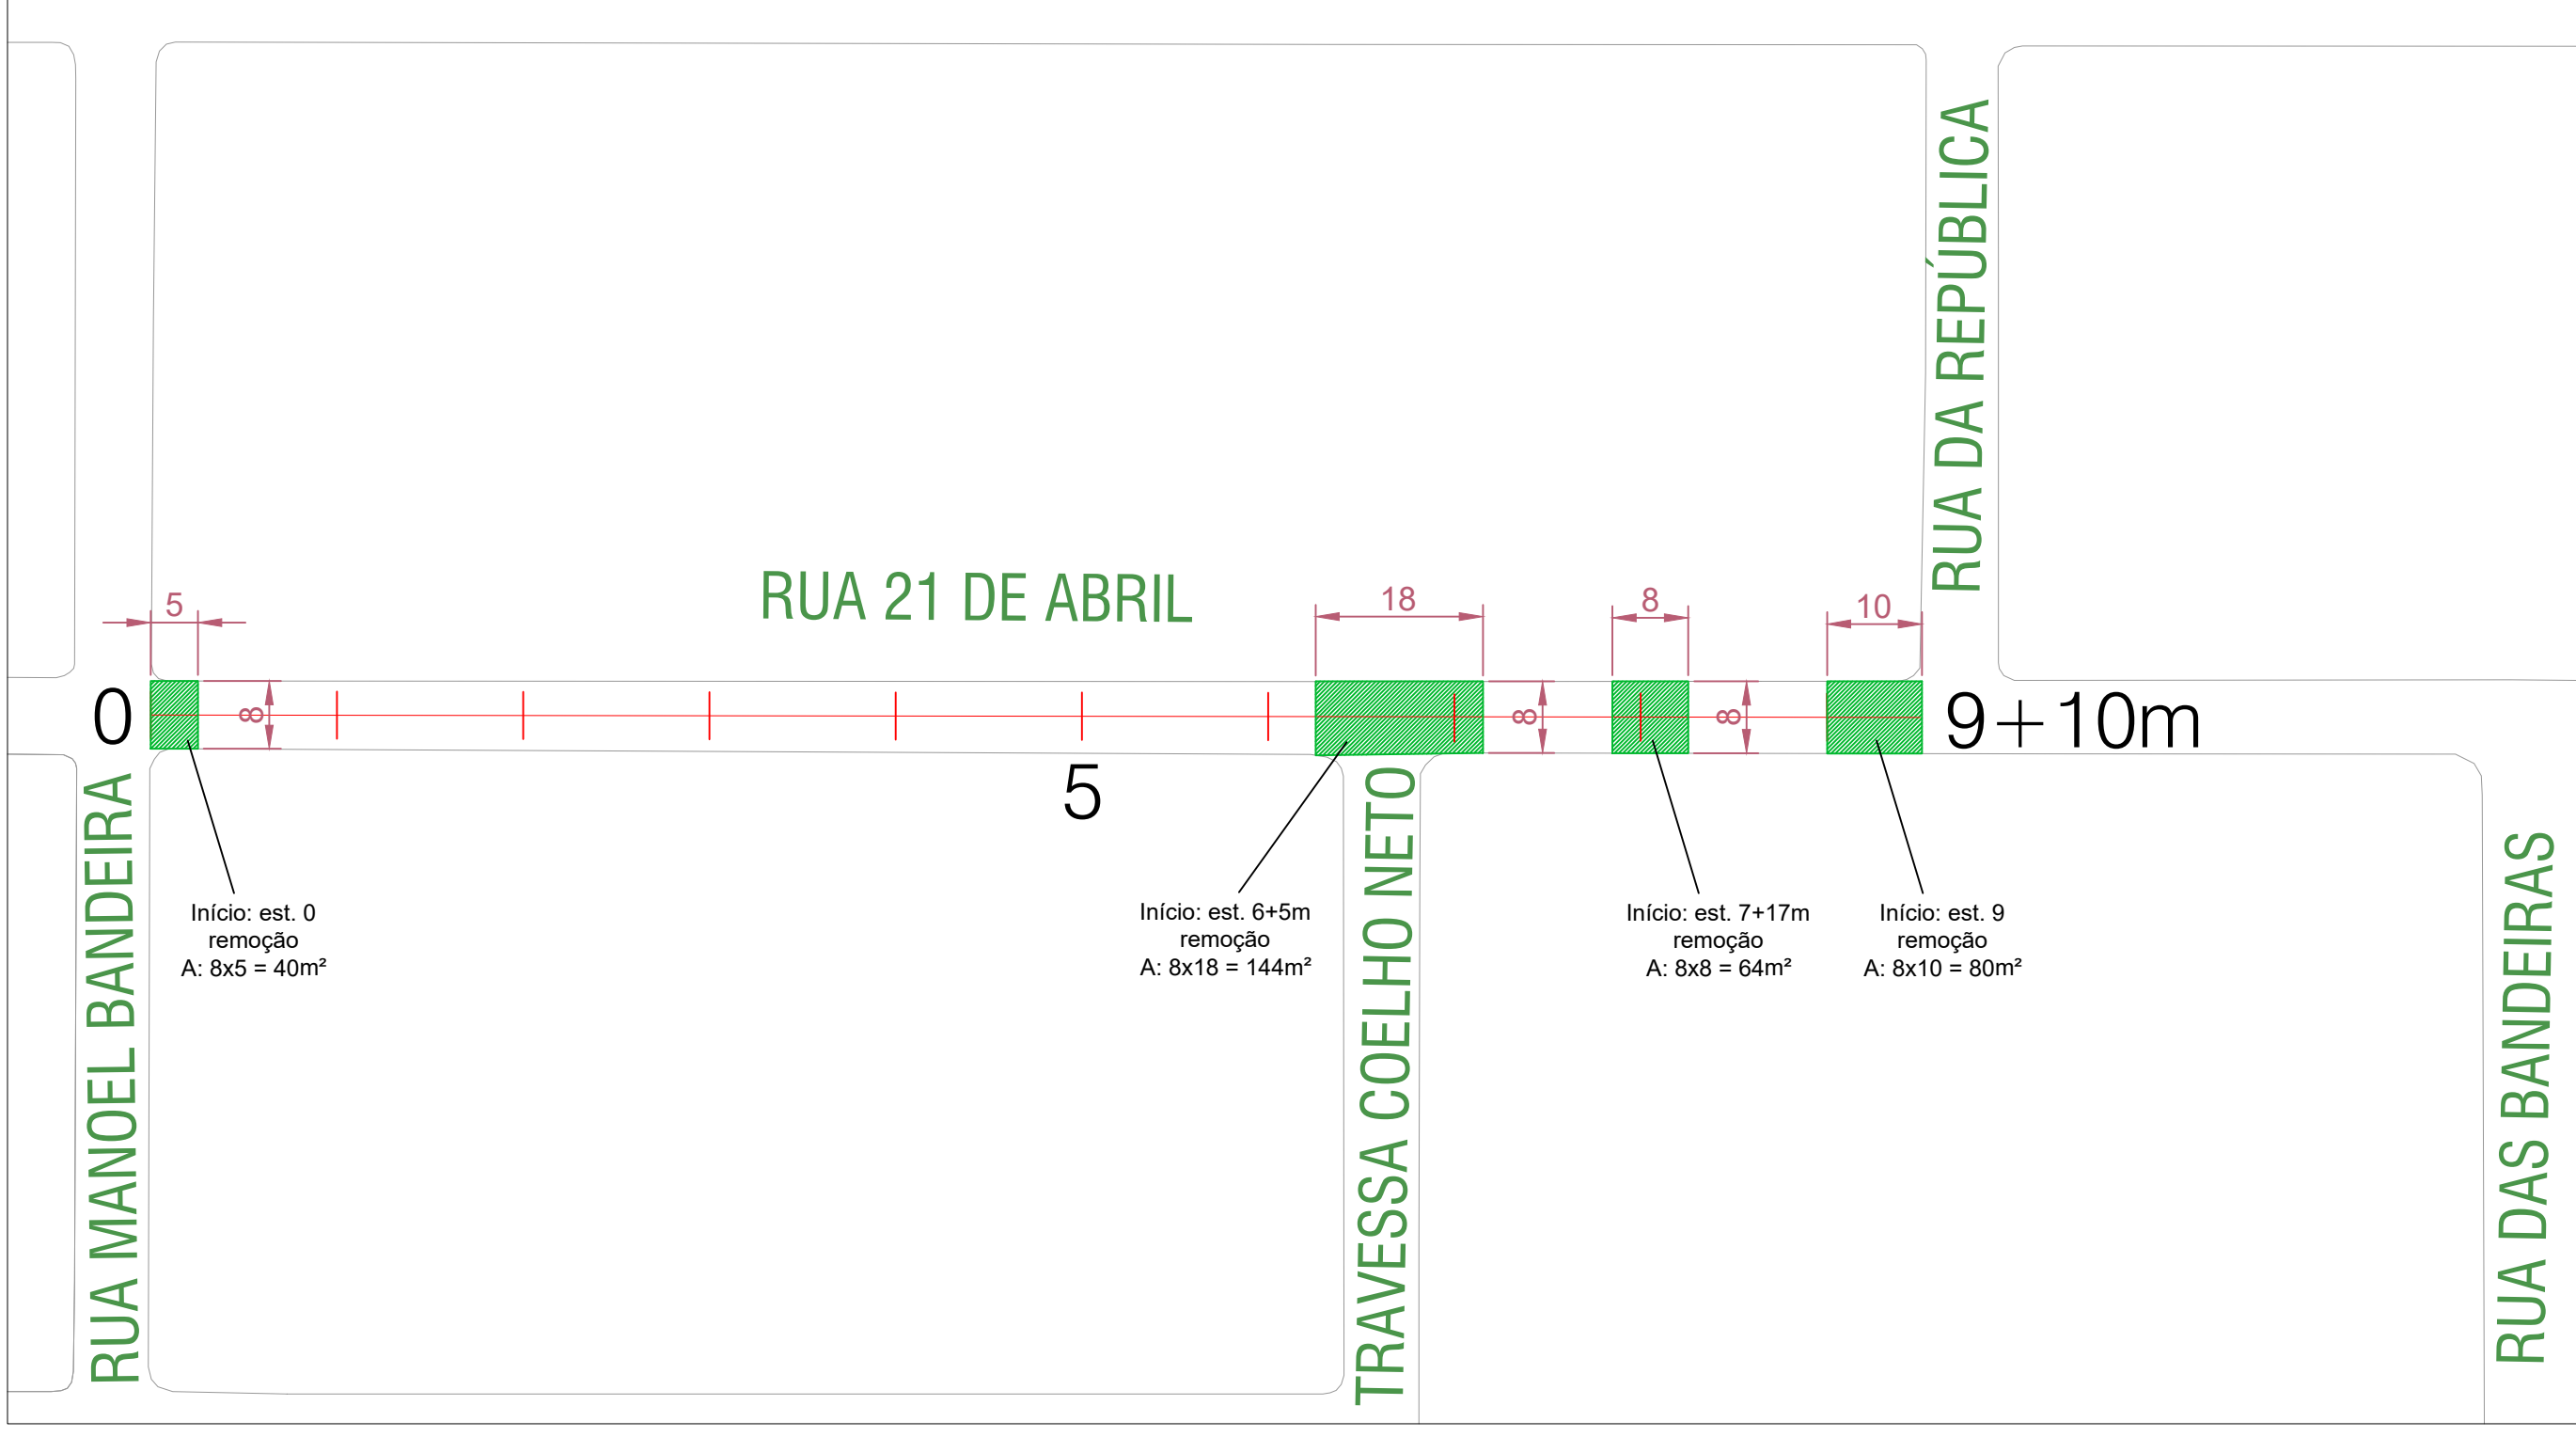 RUA DA REPÚBLICA
RUA 21 DE ABRIL
5
18
8
10
0
8
8
8
9+10m
5
RUA MANOEL BANDEIRA
TRAVESSA COELHO NETO
RUA DAS BANDEIRAS
Início: est. 0
remoção
A: 8x5 = 40m²
Início: est. 6+5m
remoção
A: 8x18 = 144m²
Início: est. 7+17m
remoção
A: 8x8 = 64m²
Início: est. 9
remoção
A: 8x10 = 80m²